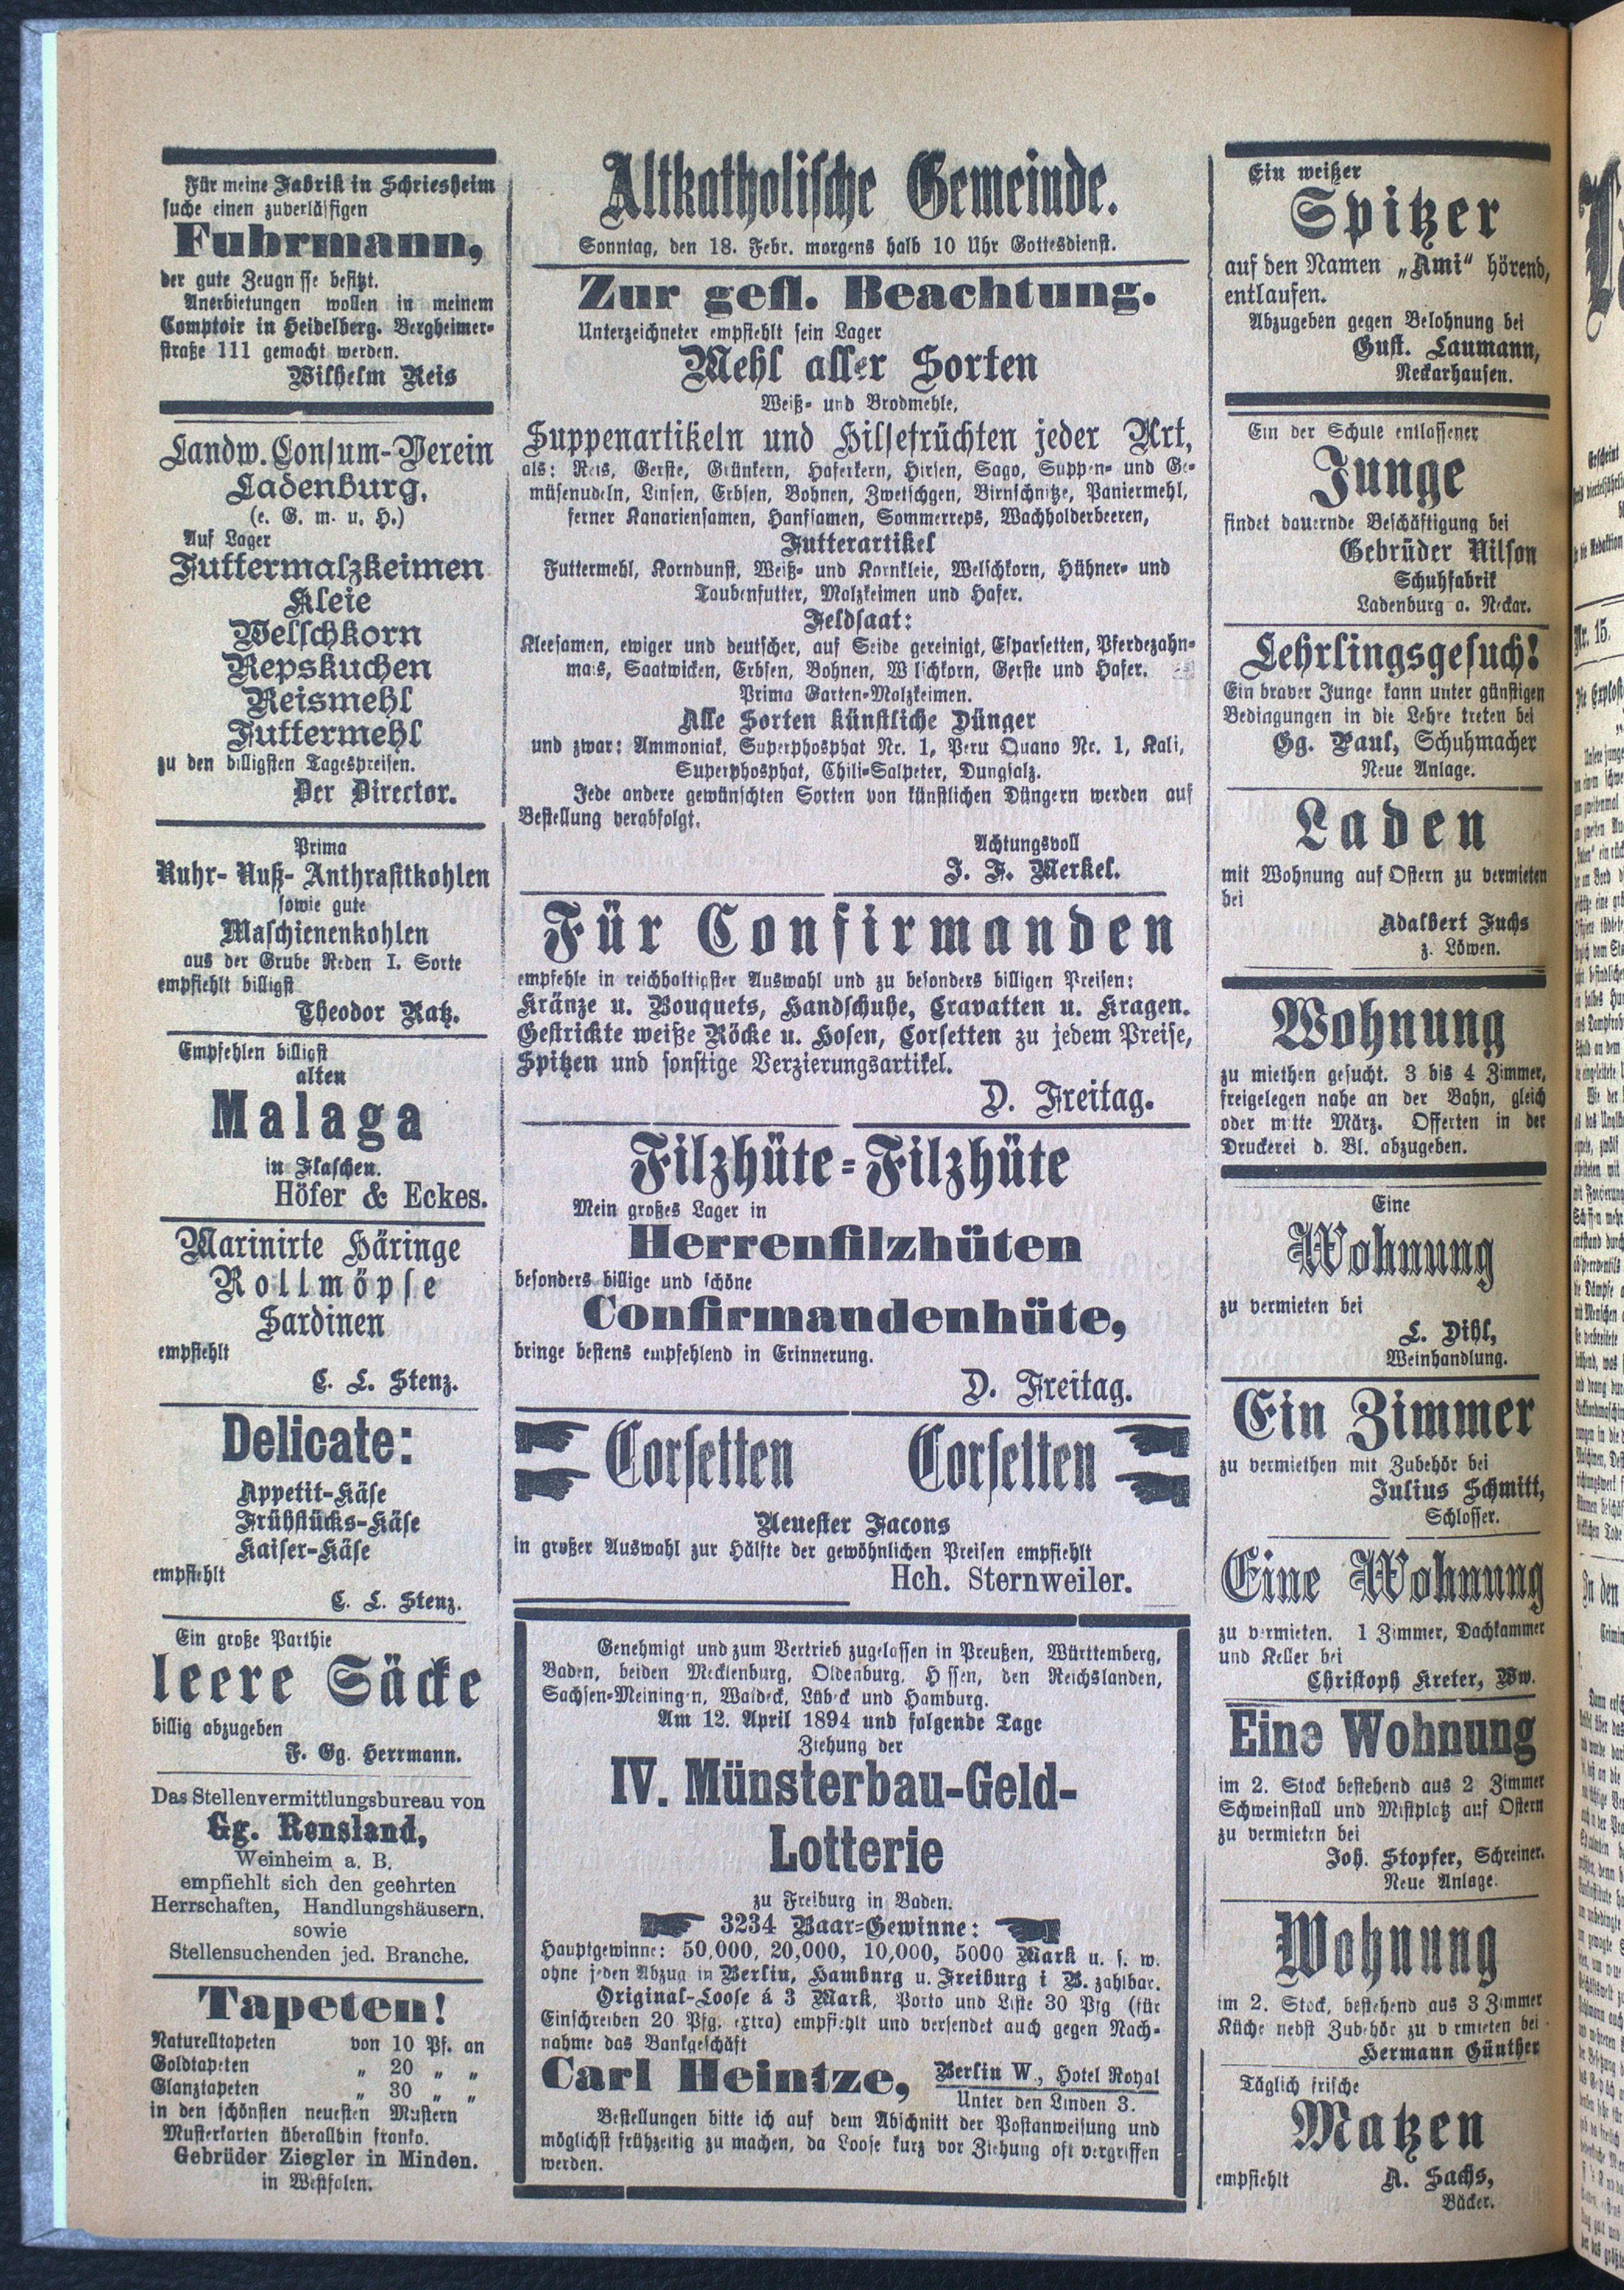 Für meine Fabrik in Schriesheim
suche einen zuverlässigen
Fuhrmann,
der gute Zeugnisse besitzt.
Anerbietungen wollen in meinem
Comptoir in Heidelberg. Bergheimer-
straße 111 gemacht werden.
Wilhelm Reis
Landw. Consum-Verein
Ladenburg,
(e. G. m. u. H.)
Auf Lager
Futtermalzkeimen
Kleie
Welschkorn
Repskuchen
Reismehl
Futtermehl
zu den billigsten Tagespreisen.
Der Director.
Prima
Ruhr- Nuß- Anthrasitkohlen
sowie gute
Maschienenkohlen
aus der Grube Reden I. Sorte
empfiehlt billigst
Theodor Ratz.
Empfehlen billigst
alten
Malaga
in Flaschen.
Höfer & Eckes.
Marinirte Häringe
Rollmöpse
Sardinen
empfiehlt
C. L. Stenz.
Delicate:
Appetit-Käse
Frühstücks-Käse
Kaiser-Käse
empfiehlt
C. L. Stenz.
Ein große Parthie
leere Säcke
billig abzugeben
F. Gg. Herrmann.
Das Stellenvermittlungsbureau von
Gg. Rensland,
Weinheim a. B.
empfiehlt sich den geehrten
Herrschaften, Handlungshäusern,
sowie
Stellensuchenden jed. Branche.
Tapeten!
Naturelltapeten von 10 Pf. an
Goldtapeten „ 20 „ „
Glanztapeten „ 30 „ „
in den schönsten neuesten Mustern
Musterkarten überallhin franko.
Gebrüder Ziegler in Minden.
in Westfalen.
Altkatholische Gemeinde.
Sonntag, den 18. Febr. morgens halb 10 Uhr Gottesdienst.
Zur gefl. Beachtung.
Unterzeichneter empfiehlt sein Lager
Mehl aller Sorten
Weiß- und Brodmehle,
Suppenartikeln und Hilsefrüchten jeder Art,
als: Reis, Gerste, Grünkern, Haferkern, Hirsen, Sago, Suppen- und Ge-
müsenudeln, Linsen, Erbsen, Bohnen, Zwetschgen, Birnschnitze, Paniermehl,
ferner Kanariensamen, Hanfsamen, Sommerreps, Wachholderbeeren,
Futterartikel
Futtermehl, Korndunst, Weiß- und Kornkleie, Welschkorn, Hühner- und
Taubenfutter, Malzkeimen und Hafer.
Feldsaat:
Kleesamen, ewiger und deutscher, auf Seide gereinigt, Esparsetten, Pferdezahn-
mais, Saatwicken, Erbsen, Bohnen, Wlschkorn, Gerste und Hafer.
Prima Garten-Malzkeimen.
Alle Sorten künstliche Dünger
und zwar: Ammoniak, Superphosphat Nr. 1, Peru Quano Nr. 1, Kali,
Superphosphat, Chili-Salpeter, Dungsalz.
Jede andere gewünschten Sorten von künstlichen Düngern werden auf
Bestellung verabfolgt.
Achtungsvoll
J. F. Merkel.
Für Confirmanden
empfehle in reichhaltigster Auswahl und zu besonders billigen Preisen:
Kränze u. Bouquets, Handschuhe, Cravatten u. Kragen.
Gestrickte weiße Röcke u. Hosen, Corsetten zu jedem Preise,
Spitzen und sonstige Verzierungsartikel.
D. Freitag.
Filzhüte-Filzhüte
Mein großes Lager in
Herrenfilzhüten
besonders billige und schöne
Confirmandenhüte,
bringe bestens empfehlend in Erinnerung.
D. Freitag.
Corsetten Corsetten
Neuester Facons
in großer Auswahl zur Hälfte der gewöhnlichen Preisen empfiehlt
Hch. Sternweiler.
Genehmigt und zum Vertrieb zugelassen in Preußen, Württemberg,
Baden, beiden Mecklenburg, Oldenburg, Hssen, den Reichslanden,
Sachsen-Meiningen, Waldeck, Lübeck und Hamburg.
Am 12. April 1894 und folgende Tage
Ziehung der
IV. Münsterbau-Geld-
Lotterie
zu Freiburg in Baden.
3234 Baar-Gewinne:
Hauptgewinne: 50,000, 20,000, 10,000, 5000 Mark u. s. w.
ohne jeden Abzug in Berlin, Hamburg u. Freiburg i B. zahlbar.
Original-Loose á 3 Mark, Porto und Liste 30 Pfg (für
Einschreiben 20 Pfg. extra) empfiehlt und versendet auch gegen Nach-
nahme das Bankgeschäft
Carl Heintze, Berlin W., Hotel Royal
Unter den Linden 3.
Bestellungen bitte ich auf dem Abschnitt der Postanweisung und
möglichst frühzeitig zu machen, da Loose kurz vor Ziehung oft vergriffen
werden.
Ein weißer
Spitzer
auf den Namen „Ami“ hörend,
entlaufen.
Abzugeben gegen Belohnung bei
Gust. Laumann,
Neckarhausen.
Ein der Schule entlassener
Junge
findet dauernde Beschäftigung bei
Gebrüder Nilson
Schuhfabrik
Ladenburg a. Neckar.
Lehrlingsgesuch!
Ein braver Junge kann unter günstigen
Bedingungen in die Lehre treten bei
Gg. Paul, Schuhmacher
Neue Anlage.
Laden
mit Wohnung auf Ostern zu vermieten
bei
Adalbert Fuchs
z. Löwen.
Wohnung
zu miethen gesucht. 3 bis 4 Zimmer,
freigelegen nahe an der Bahn, gleich
oder mitte März. Offerten in der
Druckerei d. Bl. abzugeben.
Eine
Wohnung
zu vermieten bei
L. Dihl,
Weinhandlung.
Ein Zimmer
zu vermiethen mit Zubehör bei
Julius Schmitt,
Schlosser.
Eine Wohnung
zu vermieten. 1 Zimmer, Dachkammer
und Keller bei
Christoph Kreter, Ww.
Eine Wohnung
im 2. Stock bestehend aus 2 Zimmer
Schweinstall und Mistplatz auf Ostern
zu vermieten bei
Joh. Stopfer, Schreiner.
Neue Anlage.
Wohnung
im 2. Stock, bestehend aus 3 Zimmer
Küche nebst Zubehör zu vermieten bei
Hermann Günther
Täglich frische
Matzen
empfiehlt A. Sachs,
Bäcker.